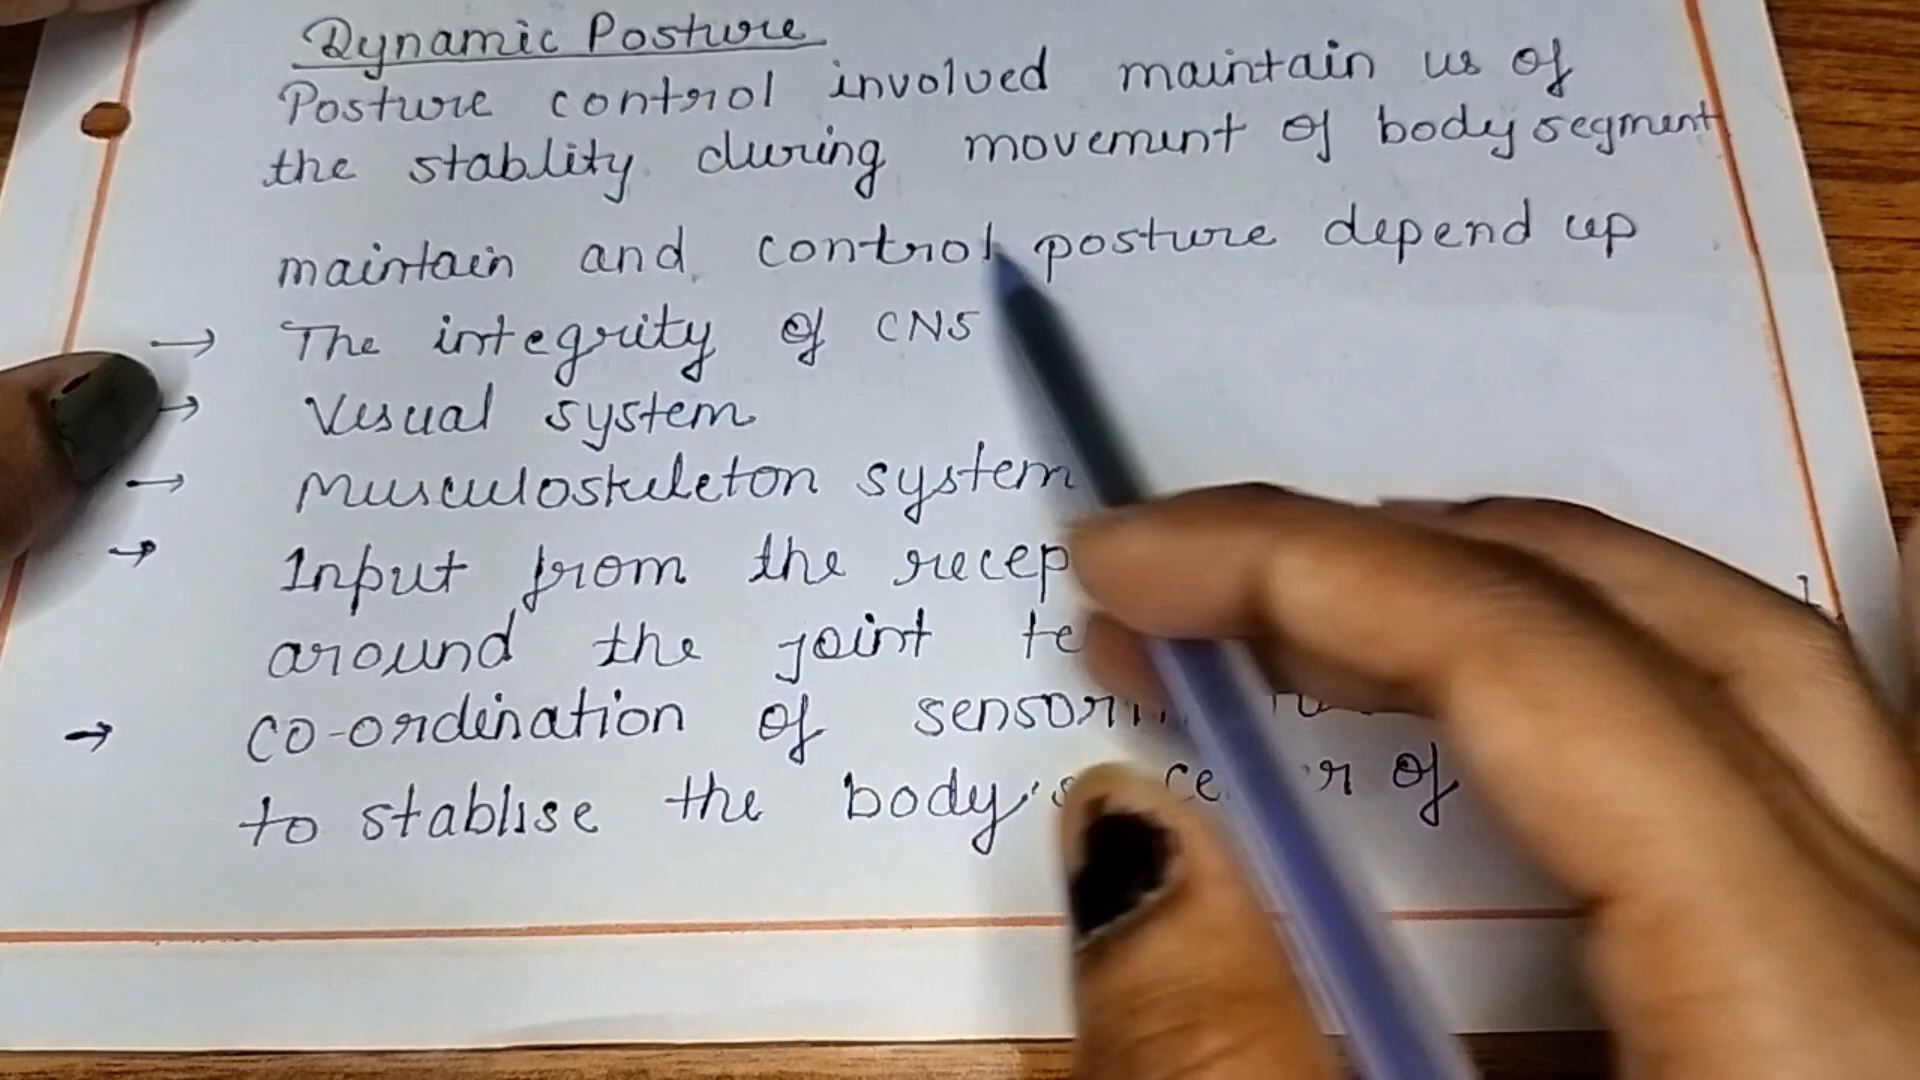 Dynamic Posture
Posture control involved maintain us of
the stablity during movement of body segment
maintain and control posture depend up
→ The integrity of CNS
→ Visual system
→ Musculoskeleton system
→ Input from the
around the joint
→ co-ordination of
to stablise the body's of